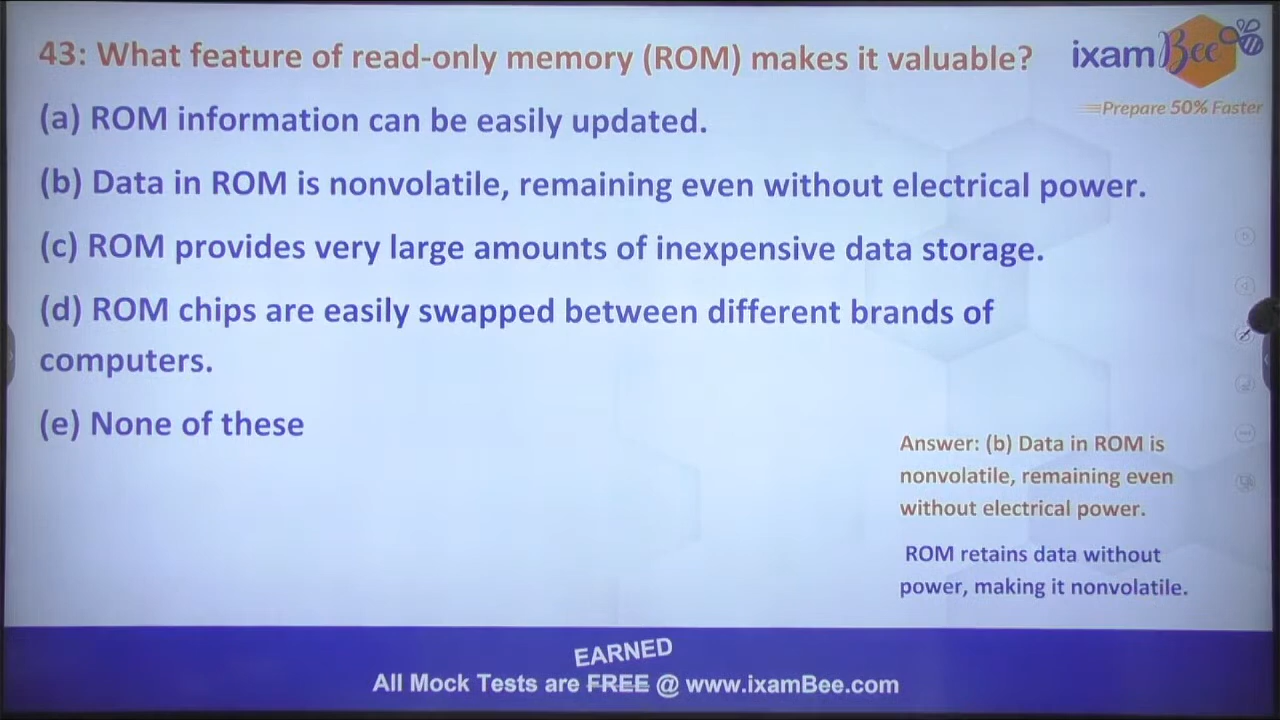 43: What feature of read-only memory (ROM) makes it valuable?
ixamBee
Prepare 50% Faster
(a) ROM information can be easily updated.
(b) Data in ROM is nonvolatile, remaining even without electrical power.
(c) ROM provides very large amounts of inexpensive data storage.
(d) ROM chips are easily swapped between different brands of
computers.
(e) None of these
Answer: (b) Data in ROM is
nonvolatile, remaining even
without electrical power.
ROM retains data without
power, making it nonvolatile.
EARNED
All Mock Tests are FREE @ www.ixamBee.com